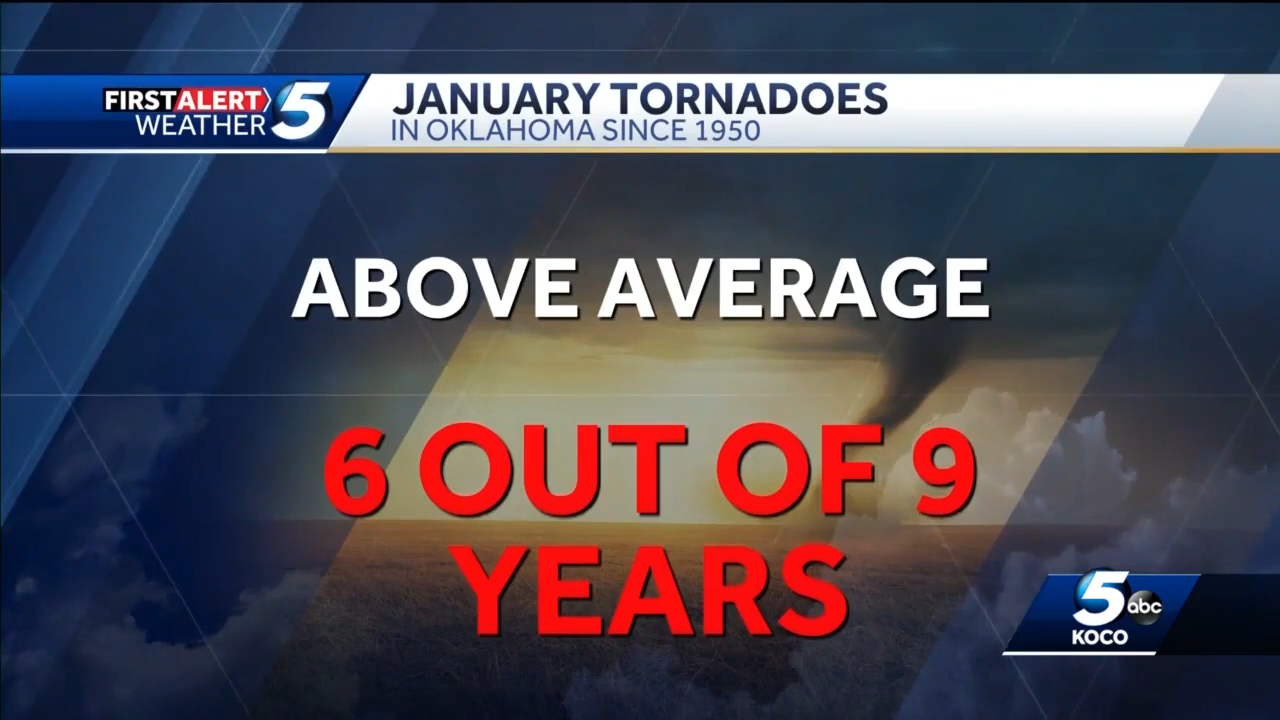 FIRST ALERT
WEATHER 5
JANUARY TORNADOES
IN OKLAHOMA SINCE 1950
ABOVE AVERAGE
6 OUT OF 9
YEARS
5 abc
KOCO